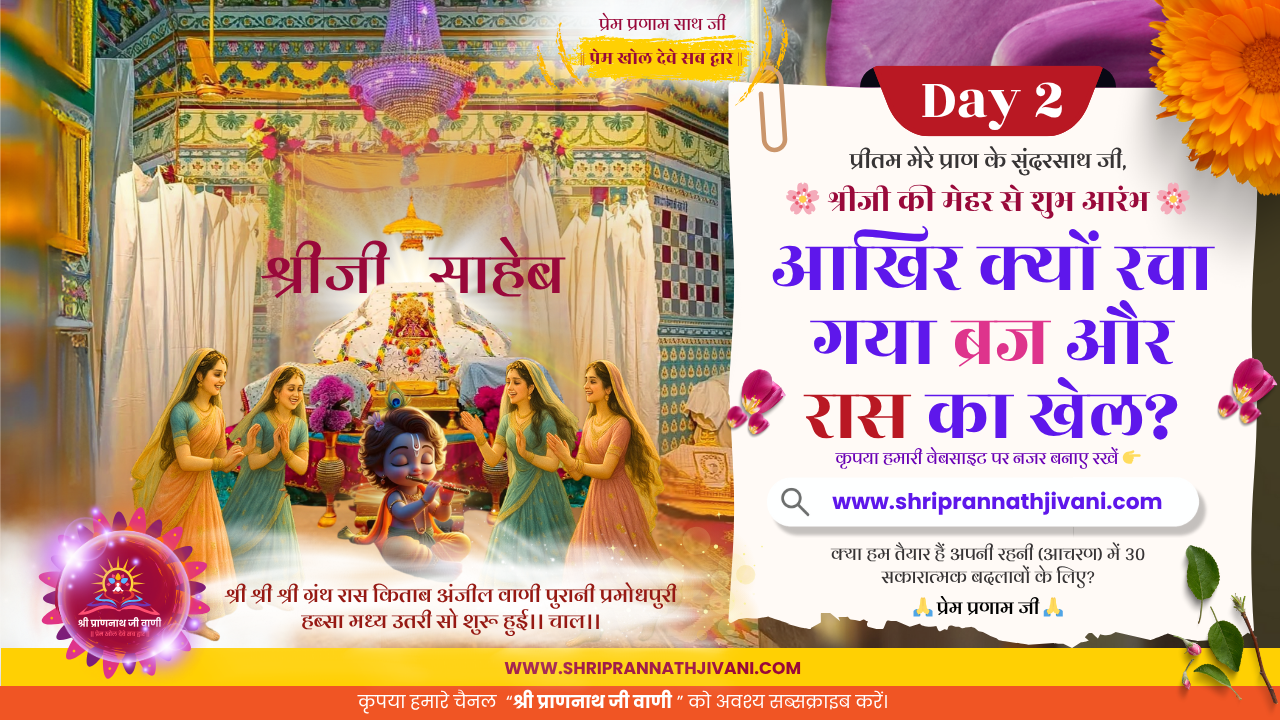 प्रेम प्रणाम साथ जी
॥ प्रेम खोल देवे सब द्वार ॥
श्रीजी साहेब
श्री श्री श्री ग्रंथ रास किताब अंजील वाणी पुरानी प्रमोधपुरी
हब्सा मध्य उतरी सो शुरू हुई।। चाल।।
श्री प्राणनाथ जी वाणी
॥ प्रेम खोल देवे सब द्वार ॥
Day 2
प्रीतम मेरे प्राण के सुंदरसाथ जी,
🌸 श्रीजी की मेहर से शुभ आरंभ 🌸
आखिर क्यों रचा
गया ब्रज और
रास का खेल?
कृपया हमारी वेबसाइट पर नजर बनाए रखें 👉
www.shriprannathjivani.com
क्या हम तैयार हैं अपनी रहनी (आचरण) में 30
सकारात्मक बदलावों के लिए?
🙏 प्रेम प्रणाम जी 🙏
WWW.SHRIPRANNATHJIVANI.COM
कृपया हमारे चैनल “श्री प्राणनाथ जी वाणी ” को अवश्य सब्सक्राइब करें।